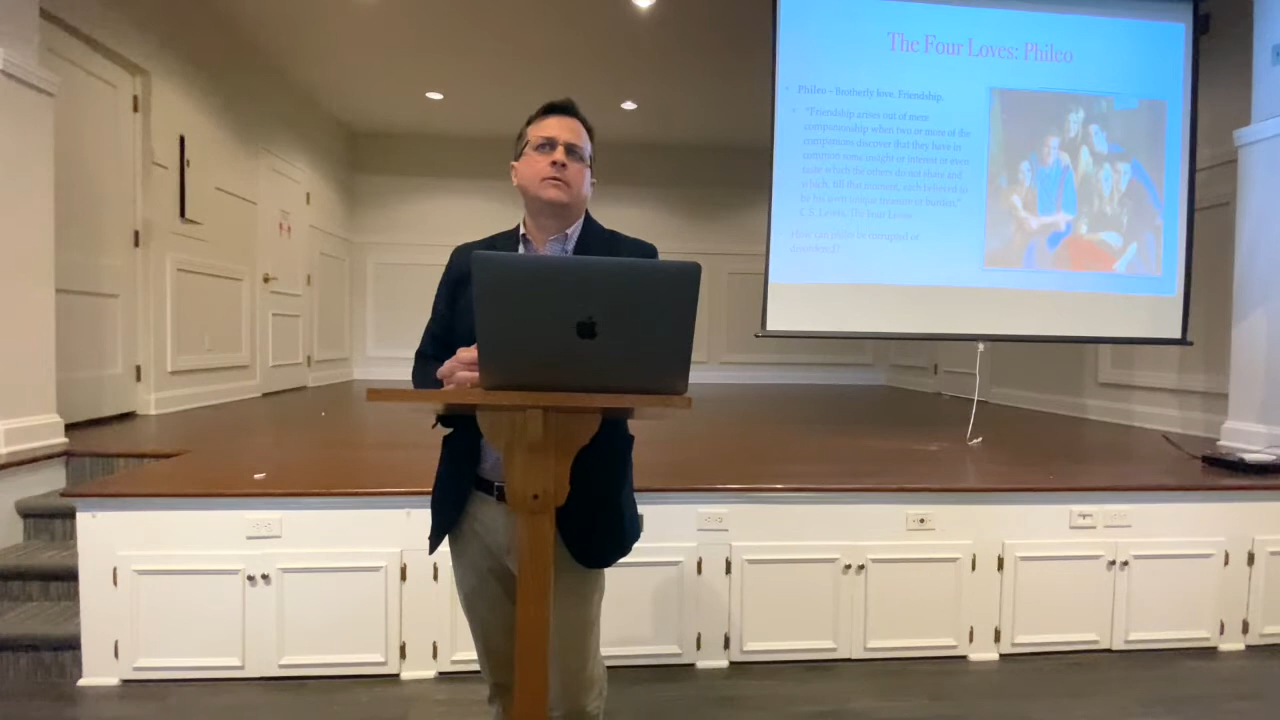 The Four Loves: Phileo
Phileo – Brotherly love. Friendship.
"Friendship arises out of mere
companionship when two or more of the
companions discover that they have in
common some insight or interest or even
taste which the others do not share and
which, till that moment, each believed to
be his own unique treasure or burden."
C.S. Lewis, The Four Loves
How can phileo be corrupted or
disordered?